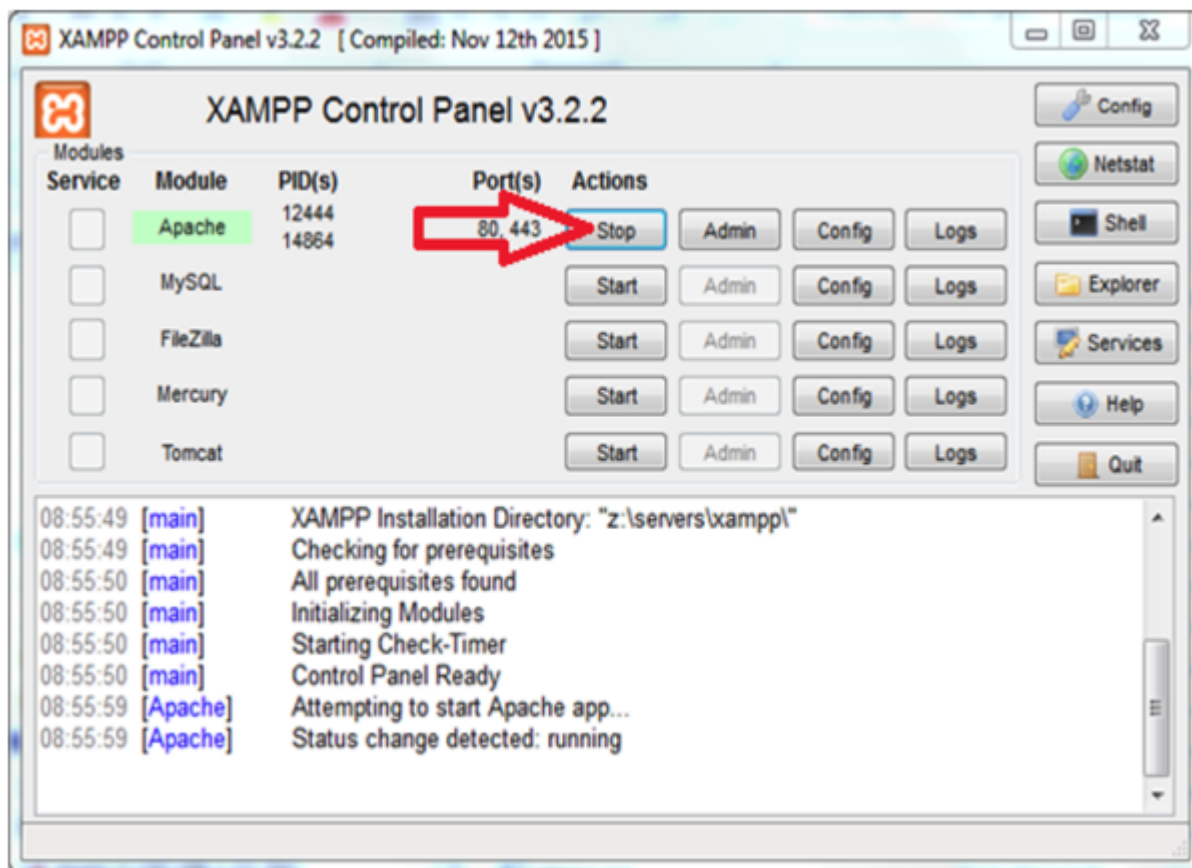 XAMPP Control Panel v3.2.2 [ Compiled: Nov 12th 2015 ]
XAMPP Control Panel v3.2.2
Config
Modules
Service Module PID(s) Port(s) Actions
Netstat
Apache 12444 14864 80, 443 Stop Admin Config Logs
Shell
MySQL Start Admin Config Logs
Explorer
FileZilla Start Admin Config Logs
Services
Mercury Start Admin Config Logs
Help
Tomcat Start Admin Config Logs
Quit
08:55:49 [main] XAMPP Installation Directory: "z:\servers\xampp\"
08:55:49 [main] Checking for prerequisites
08:55:50 [main] All prerequisites found
08:55:50 [main] Initializing Modules
08:55:50 [main] Starting Check-Timer
08:55:50 [main] Control Panel Ready
08:55:59 [Apache] Attempting to start Apache app...
08:55:59 [Apache] Status change detected: running